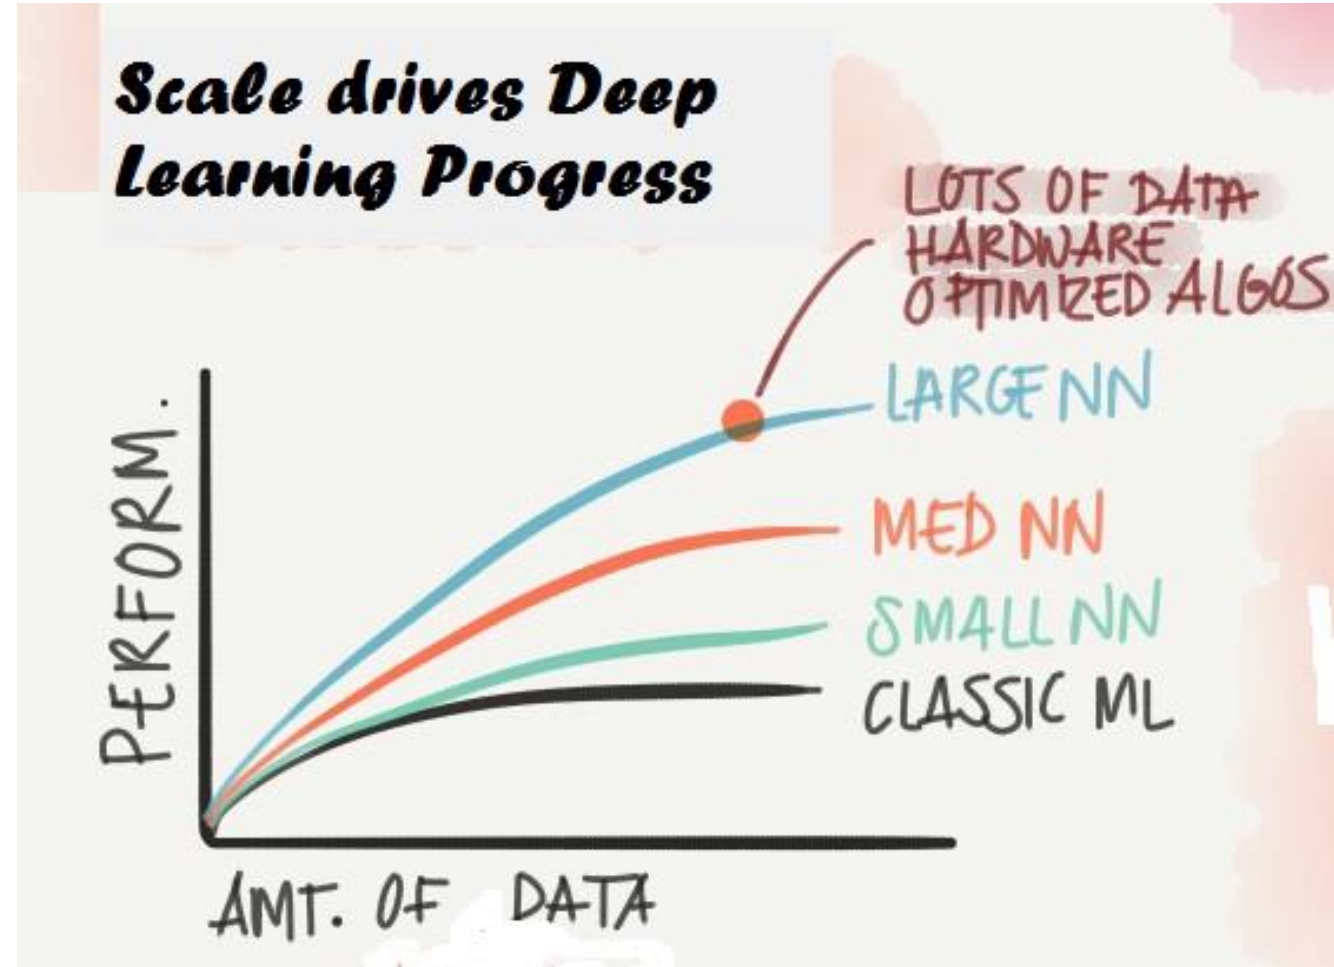 Scale drives Deep
Learning Progress
LOTS OF DATA
HARDWARE
OPTIMIZED ALGOS
LARGE NN
MED NN
SMALL NN
CLASSIC ML
PERFORM.
AMT. OF DATA